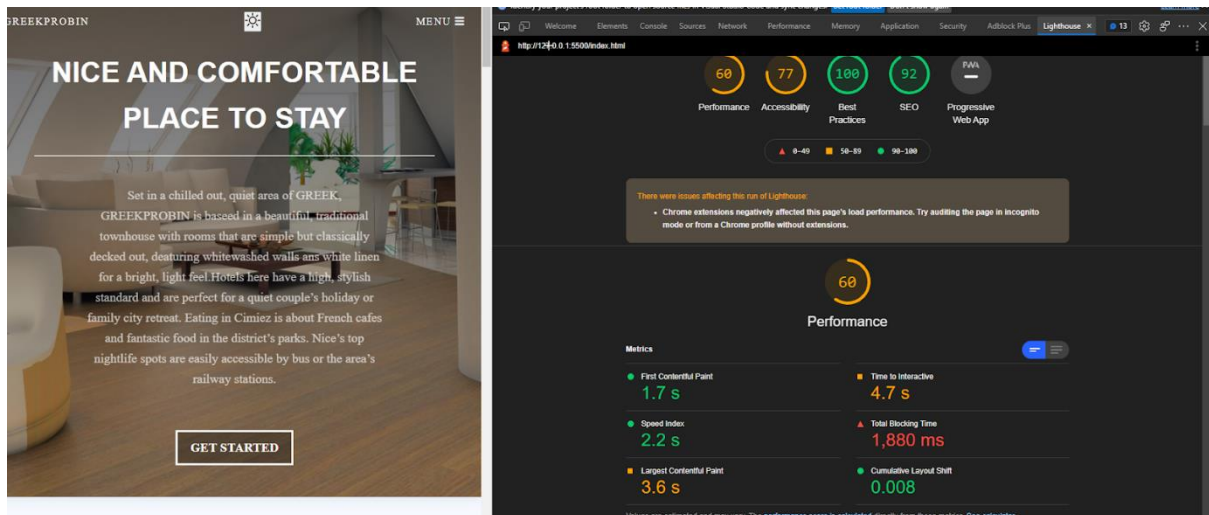 GREEKPROBIN
MENU
NICE AND COMFORTABLE
PLACE TO STAY
Set in a chilled out, quiet area of GREEK,
GREEKPROBIN is baseed in a beautiful, traditional
townhouse with rooms that are simple but classically
decked out, deaturing whitewashed walls ans white linen
for a bright, light feel.Hotels here have a high, stylish
standard and are perfect for a quiet couple's holiday or
family city retreat. Eating in Cimiez is about French cafes
and fantastic food in the district's parks. Nice's top
nightlife spots are easily accessible by bus or the area's
railway stations.
GET STARTED
Welcome Elements Console Sources Network Performance Memory Application Security Adblock Plus Lighthouse × 13
0.0.1:5500/index.html
60 77 100 92 PWA
Performance Accessibility Best Practices SEO Progressive Web App
0-49 50-89 90-100
There were issues affecting this run of Lighthouse:
• Chrome extensions negatively affected this page's load performance. Try auditing the page in incognito
mode or from a Chrome profile without extensions.
60
Performance
Metrics
First Contentful Paint
1.7 s
Time to Interactive
4.7 s
Speed Index
2.2 s
Total Blocking Time
1,880 ms
Largest Contentful Paint
3.6 s
Cumulative Layout Shift
0.008